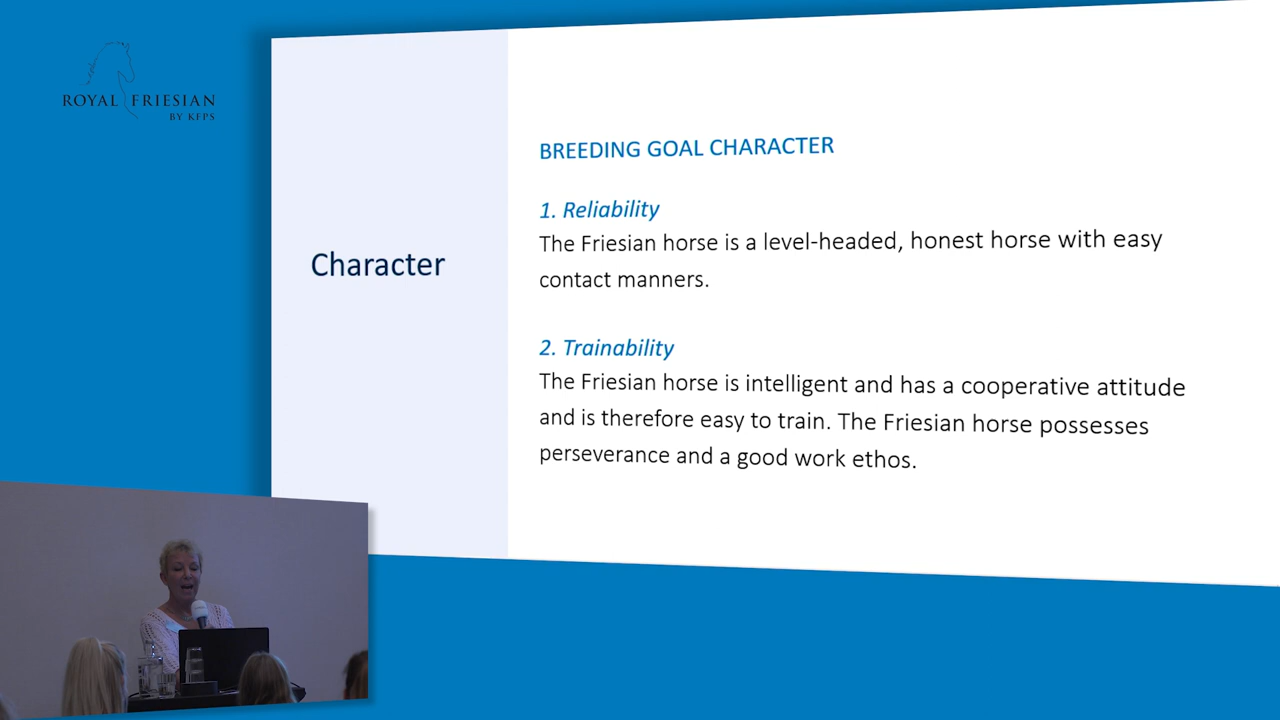 ROYAL FRIESIAN
BY KFPS
BREEDING GOAL CHARACTER
1. Reliability
The Friesian horse is a level-headed, honest horse with easy
contact manners.
Character
2. Trainability
The Friesian horse is intelligent and has a cooperative attitude
and is therefore easy to train. The Friesian horse possesses
perseverance and a good work ethos.